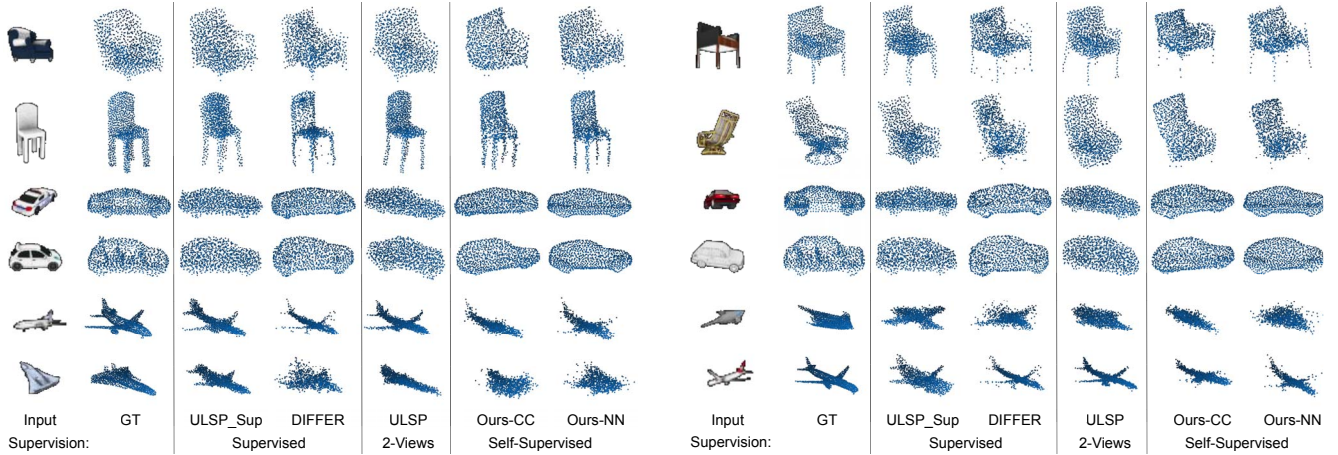 Input GT ULSP_Sup DIFFER ULSP Ours-CC Ours-NN
Supervision: Supervised 2-Views Self-Supervised
Input GT ULSP_Sup DIFFER ULSP Ours-CC Ours-NN
Supervision: Supervised 2-Views Self-Supervised